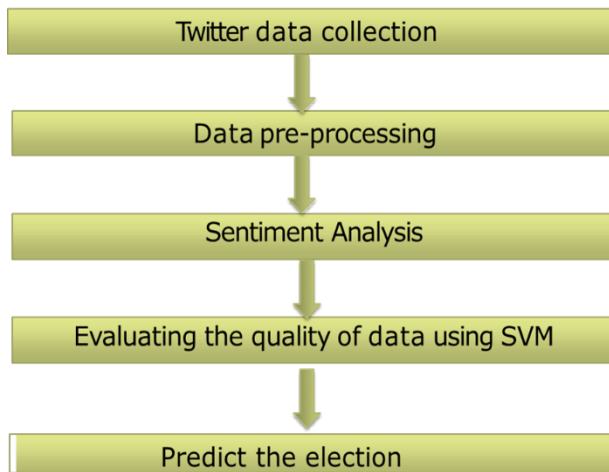 Twitter data collection
Data pre-processing
Sentiment Analysis
Evaluating the quality of data using SVM
Predict the election